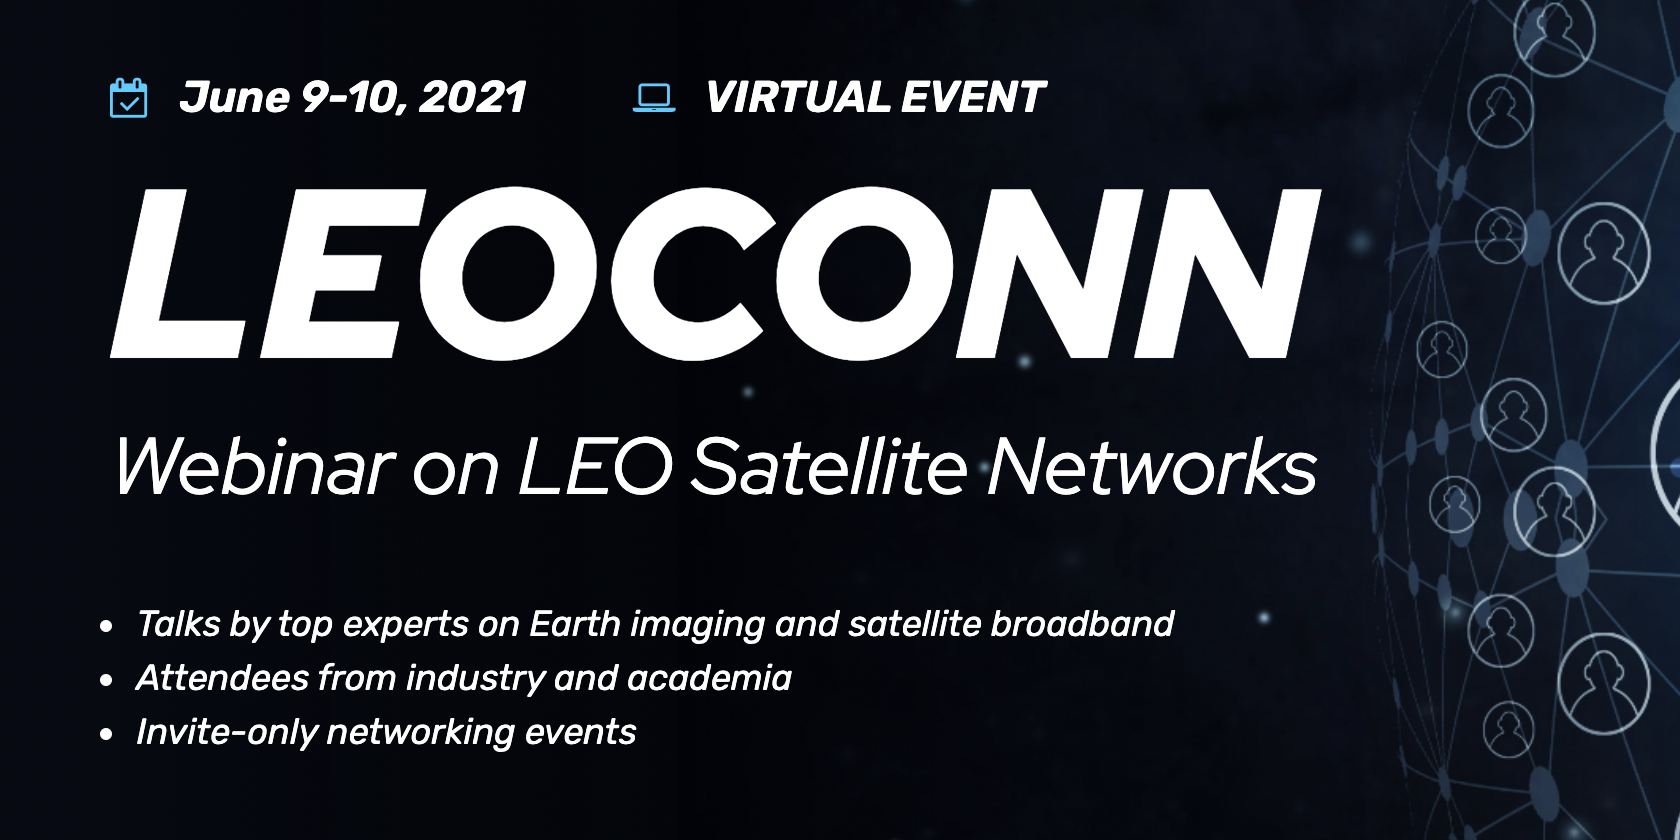 June 9-10, 2021 VIRTUAL EVENT
LEOCONN
Webinar on LEO Satellite Networks
• Talks by top experts on Earth imaging and satellite broadband
• Attendees from industry and academia
• Invite-only networking events